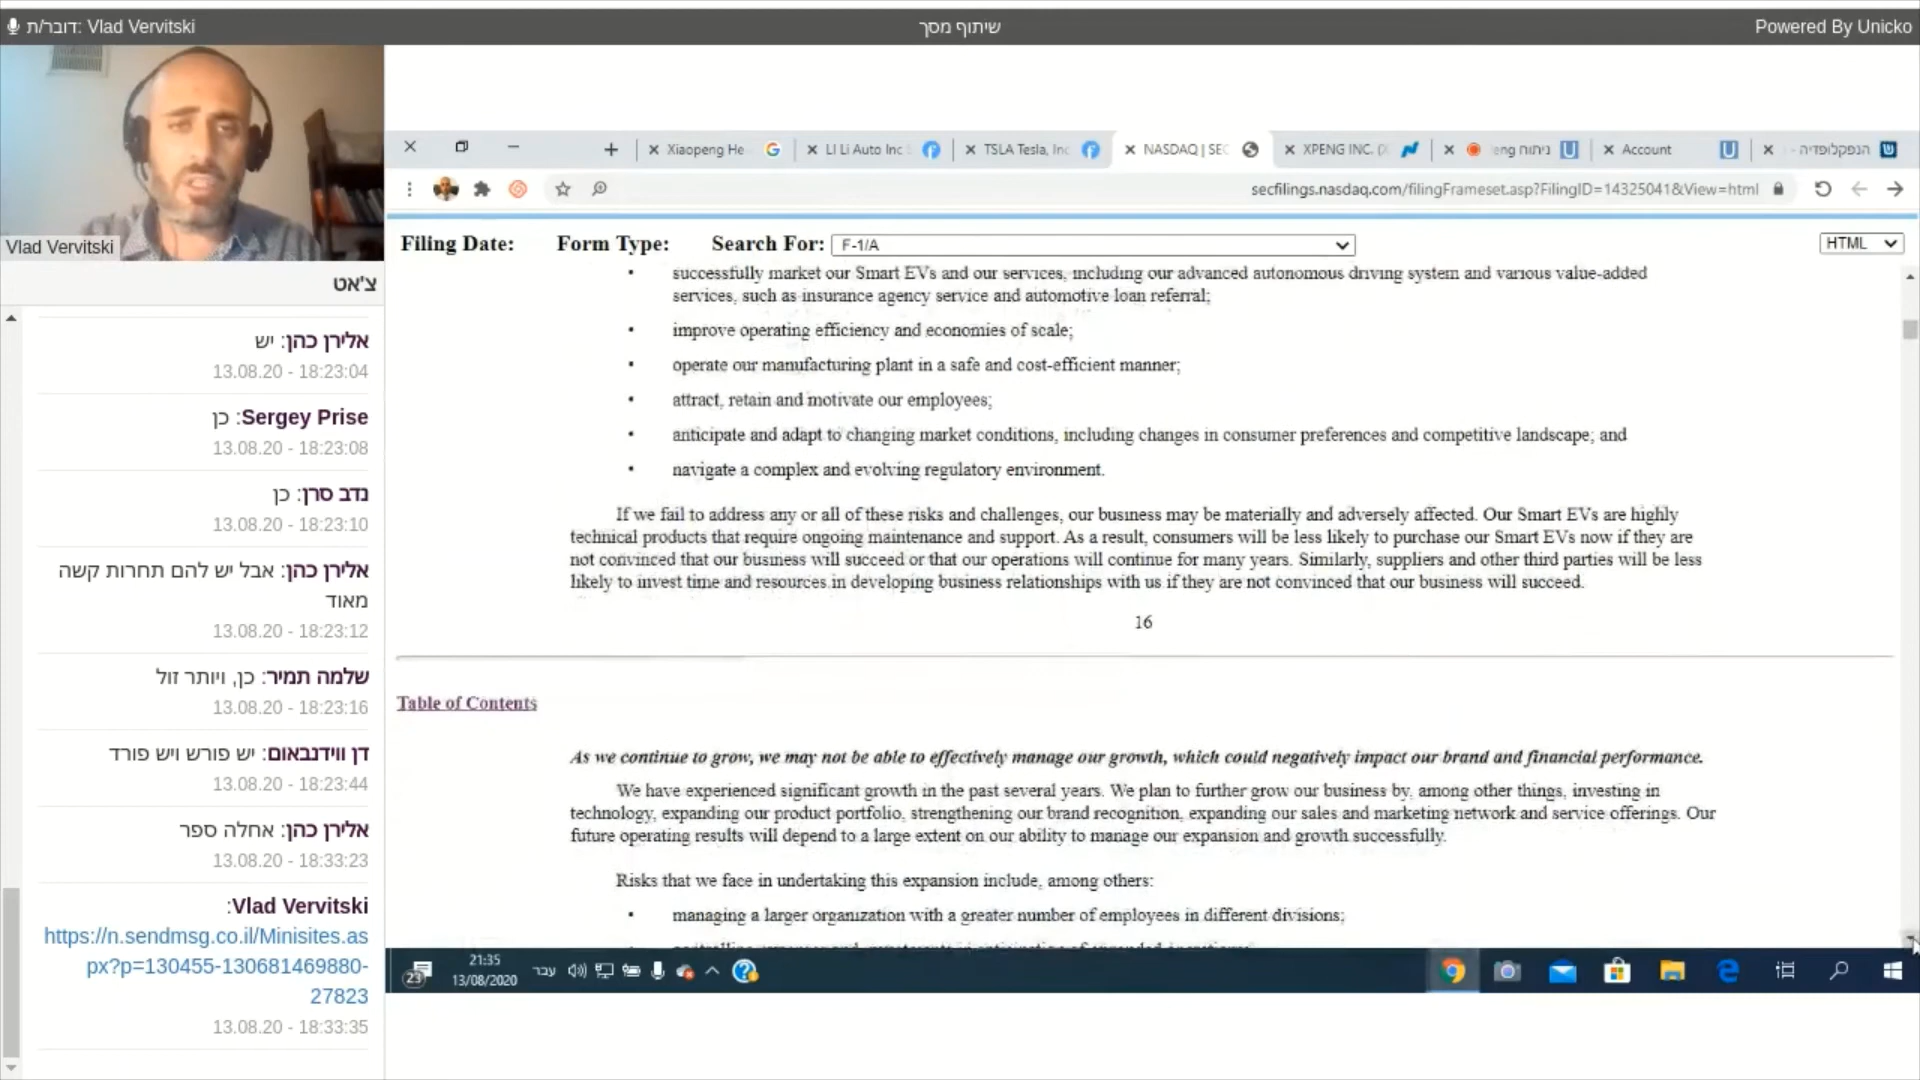 דובר/ת: Vlad Vervitski
שיתוף מסך
Powered By Unicko
Vlad Vervitski
צ'אט
אלירן כהן: יש
13.08.20 - 18:23:04
Sergey Prise: כן
13.08.20 - 18:23:08
נדב סרן: כן
13.08.20 - 18:23:10
אלירן כהן: אבל יש להם תחרות קשה
מאוד
13.08.20 - 18:23:12
שלמה תמיר: כן, ויותר זול
13.08.20 - 18:23:16
דן ווידנבאום: יש פורש ויש פורד
13.08.20 - 18:23:44
אלירן כהן: אחלה ספר
13.08.20 - 18:33:23
Vlad Vervitski:
https://n.sendmsg.co.il/Minisites.as
px?p=130455-130681469880-
27823
13.08.20 - 18:33:35
Xiaopeng He
LI Li Auto Inc
TSLA Tesla, Inc
NASDAQ | SEC
XPENG INC. (
eng ניתוח
Account
הנפקלופדיה -
secfilings.nasdaq.com/filingFrameset.asp?FilingID=14325041&View=html
Filing Date: Form Type: Search For: F-1/A HTML
• successfully market our Smart EVs and our services, including our advanced autonomous driving system and various value-added
services, such as insurance agency service and automotive loan referral;
• improve operating efficiency and economies of scale;
• operate our manufacturing plant in a safe and cost-efficient manner;
• attract, retain and motivate our employees;
• anticipate and adapt to changing market conditions, including changes in consumer preferences and competitive landscape; and
• navigate a complex and evolving regulatory environment.
If we fail to address any or all of these risks and challenges, our business may be materially and adversely affected. Our Smart EVs are highly
technical products that require ongoing maintenance and support. As a result, consumers will be less likely to purchase our Smart EVs now if they are
not convinced that our business will succeed or that our operations will continue for many years. Similarly, suppliers and other third parties will be less
likely to invest time and resources in developing business relationships with us if they are not convinced that our business will succeed.
16
Table of Contents
As we continue to grow, we may not be able to effectively manage our growth, which could negatively impact our brand and financial performance.
We have experienced significant growth in the past several years. We plan to further grow our business by, among other things, investing in
technology, expanding our product portfolio, strengthening our brand recognition, expanding our sales and marketing network and service offerings. Our
future operating results will depend to a large extent on our ability to manage our expansion and growth successfully.
Risks that we face in undertaking this expansion include, among others:
• managing a larger organization with a greater number of employees in different divisions;
23
21:35
13/08/2020
עבר